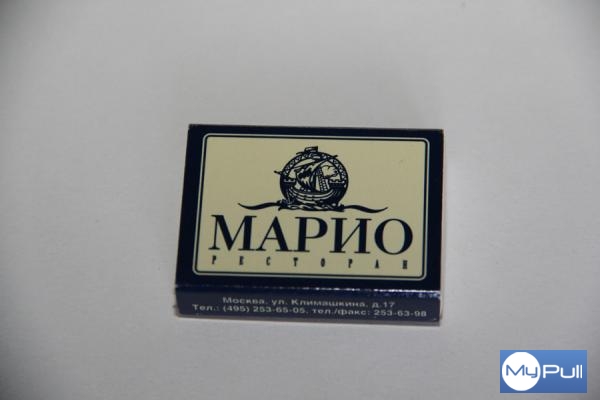 МАРИО
РЕСТОРАН
Москва, ул. Климашкина, д.17
Тел.: (495) 253-65-05, тел./факс: 253-63-98
MyPull